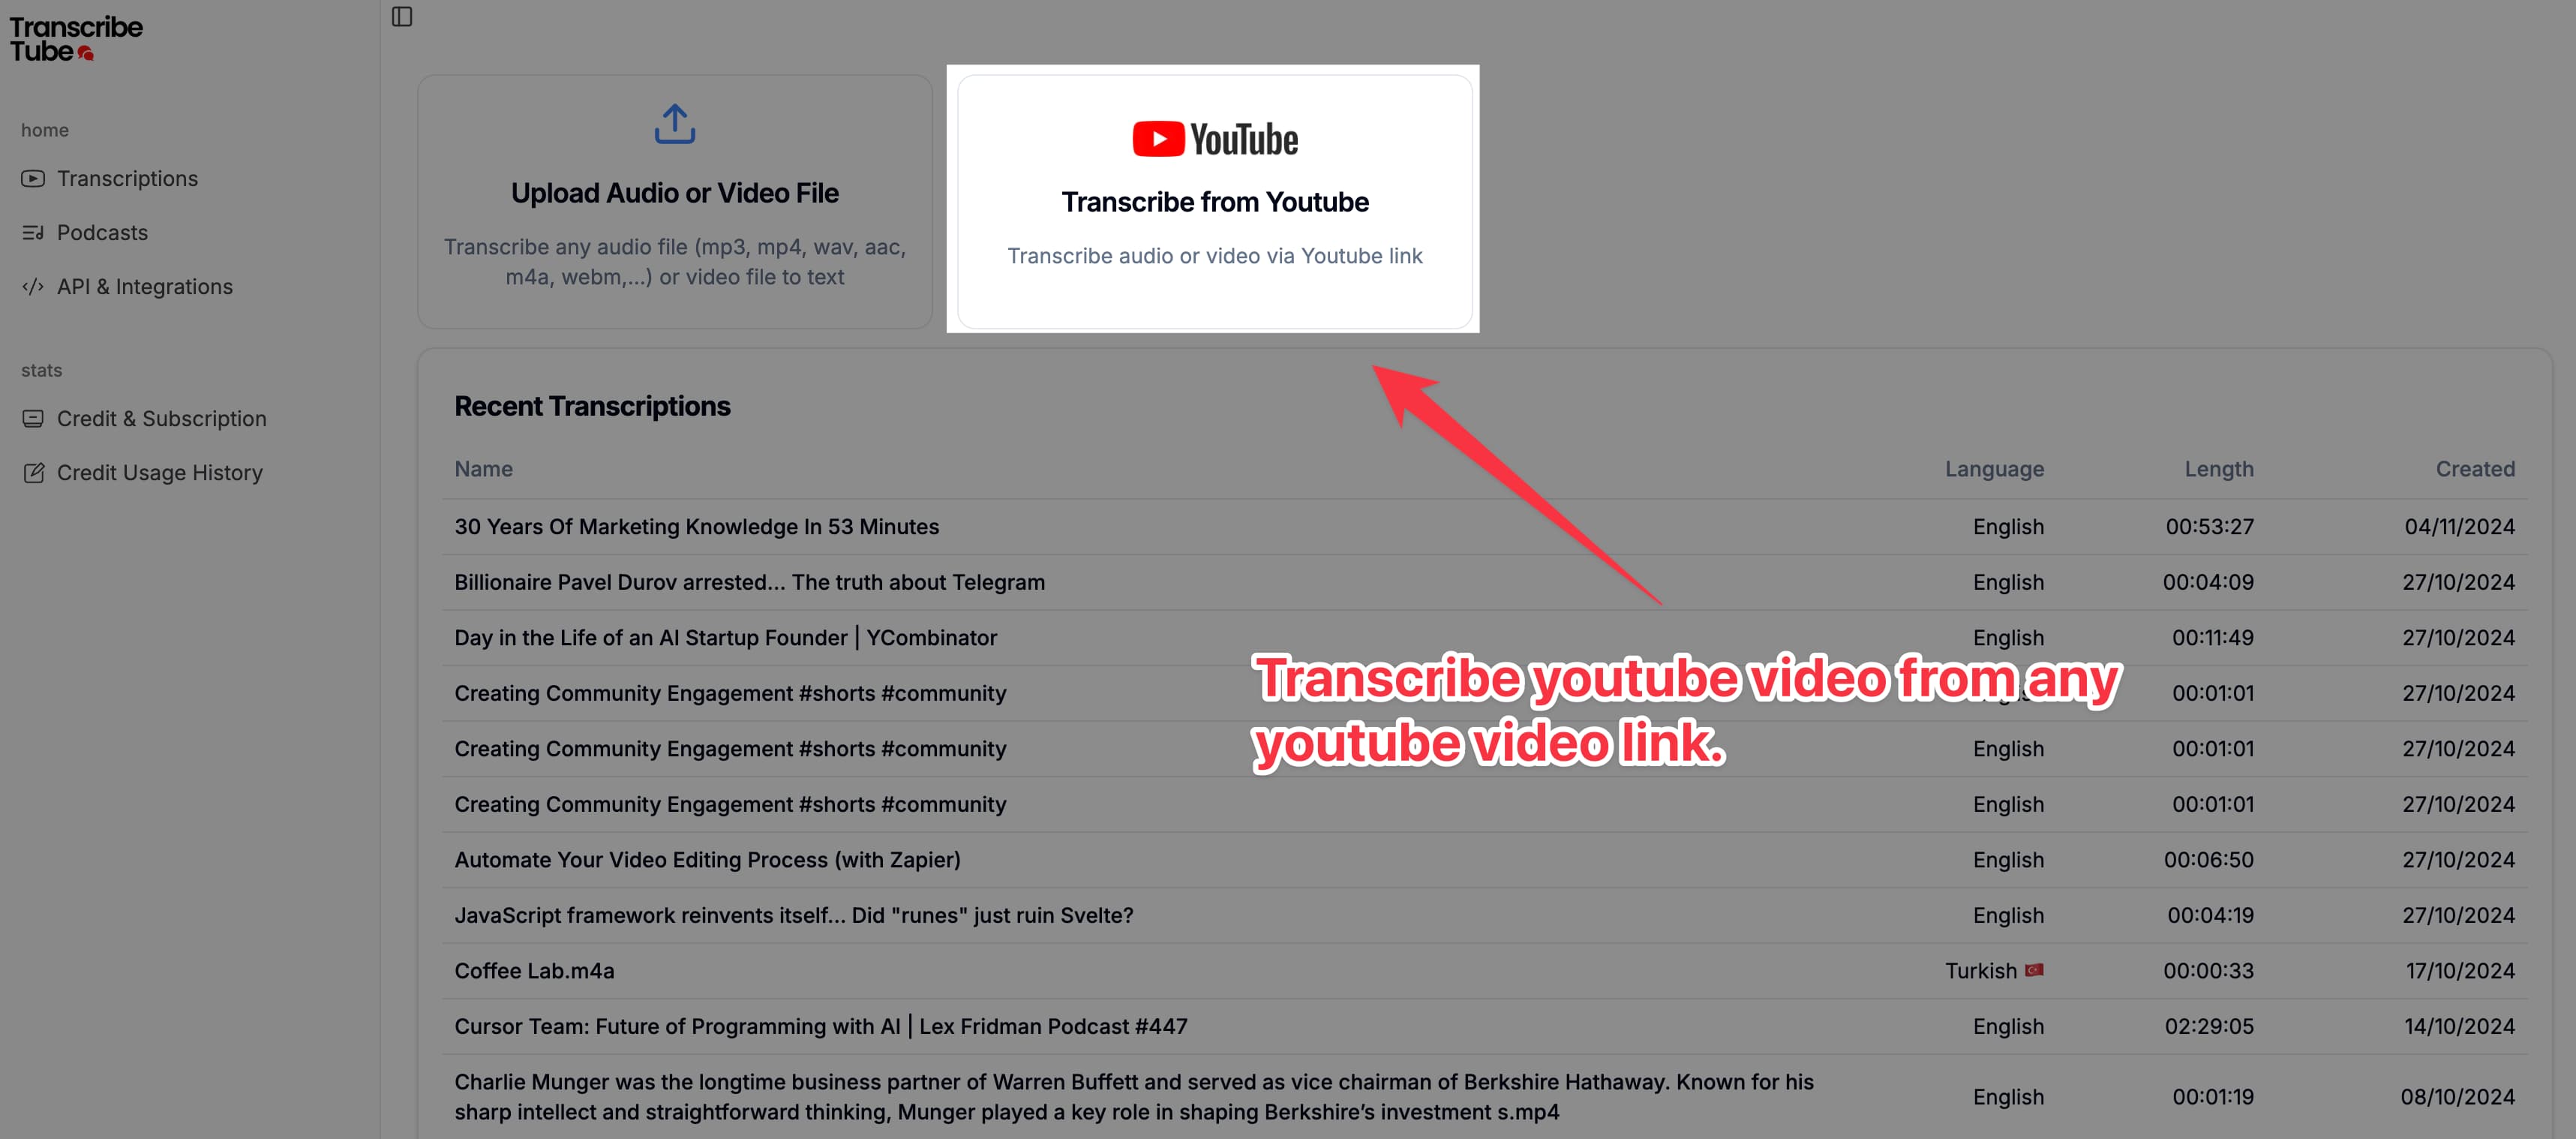 Transcribe
Tube
home
Transcriptions
Podcasts
API & Integrations
stats
Credit & Subscription
Credit Usage History
Upload Audio or Video File
Transcribe any audio file (mp3, mp4, wav, aac,
m4a, webm,...) or video file to text
YouTube
Transcribe from Youtube
Transcribe audio or video via Youtube link
Recent Transcriptions
Name Language Length Created
30 Years Of Marketing Knowledge In 53 Minutes English 00:53:27 04/11/2024
Billionaire Pavel Durov arrested... The truth about Telegram English 00:04:09 27/10/2024
Day in the Life of an AI Startup Founder | YCombinator English 00:11:49 27/10/2024
Creating Community Engagement #shorts #community 00:01:01 27/10/2024
Creating Community Engagement #shorts #community English 00:01:01 27/10/2024
Creating Community Engagement #shorts #community English 00:01:01 27/10/2024
Automate Your Video Editing Process (with Zapier) English 00:06:50 27/10/2024
JavaScript framework reinvents itself... Did "runes" just ruin Svelte? English 00:04:19 27/10/2024
Coffee Lab.m4a Turkish 00:00:33 17/10/2024
Cursor Team: Future of Programming with AI | Lex Fridman Podcast #447 English 02:29:05 14/10/2024
Charlie Munger was the longtime business partner of Warren Buffett and served as vice chairman of Berkshire Hathaway. Known for his
sharp intellect and straightforward thinking, Munger played a key role in shaping Berkshire's investment s.mp4 English 00:01:19 08/10/2024
Transcribe youtube video from any
youtube video link.